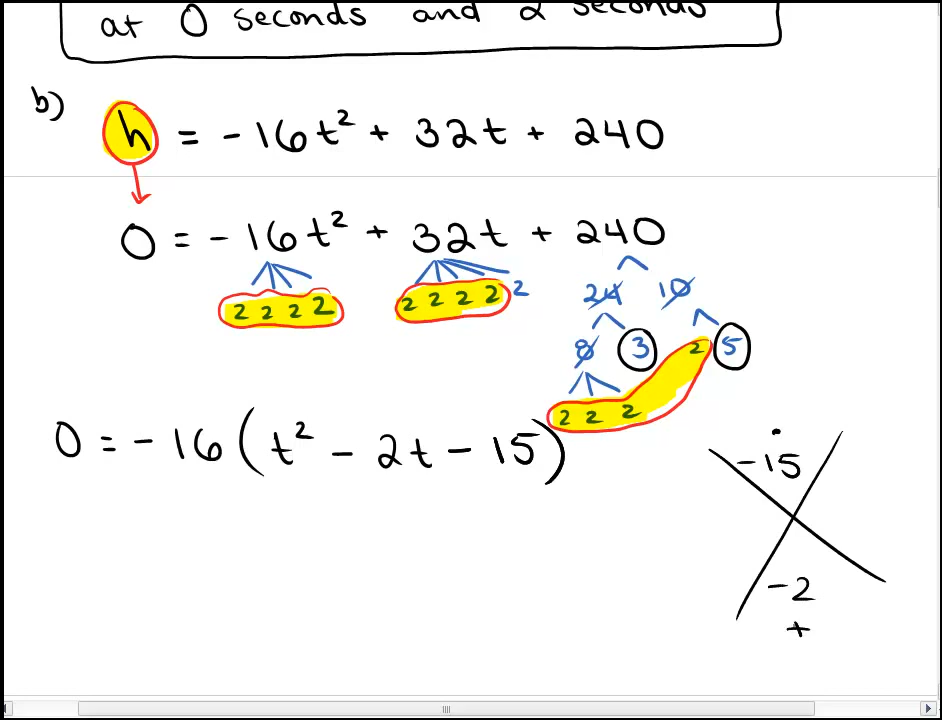 at 0 seconds and 2 seconds
b)
h = -16t² + 32t + 240
0 = -16t² + 32t + 240
2 2 2 2
2 2 2 2 2
24 10
8 3 2 5
2 2 2
0 = -16(t² - 2t - 15)
·
-15
-2
+